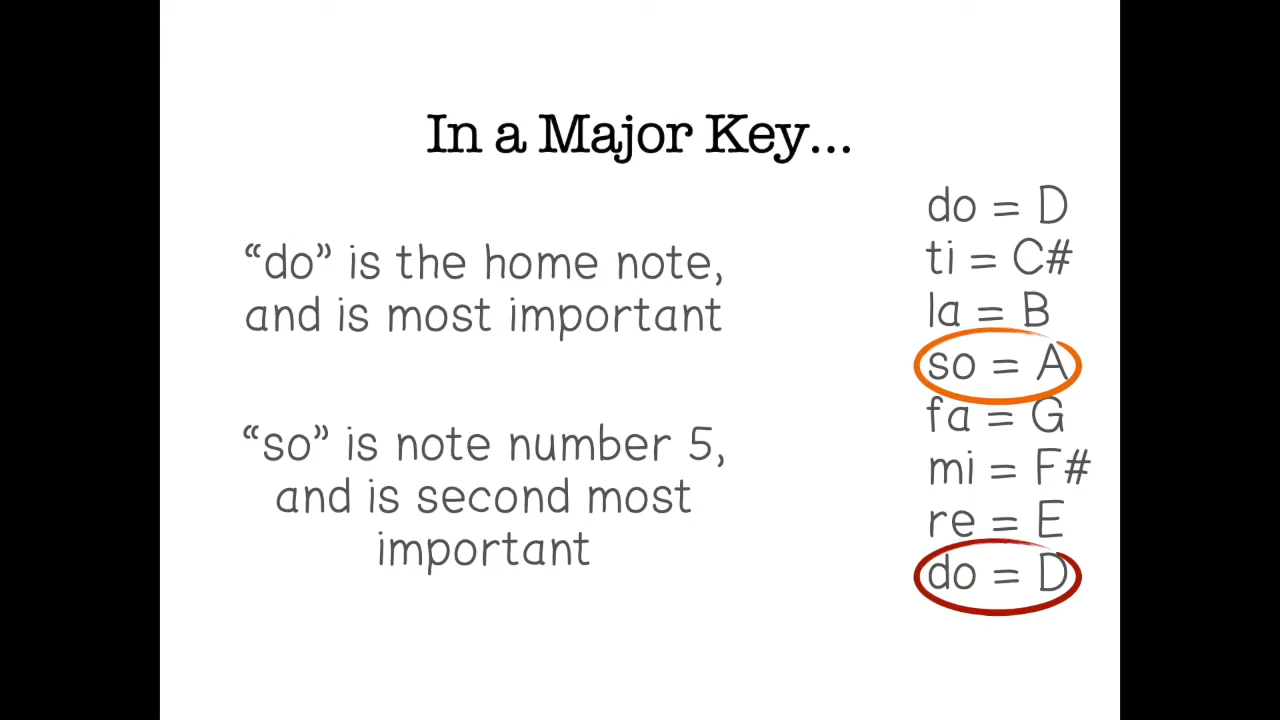 In a Major Key...
“do” is the home note,
and is most important
“so” is note number 5,
and is second most
important
do = D
ti = C#
la = B
so = A
fa = G
mi = F#
re = E
do = D